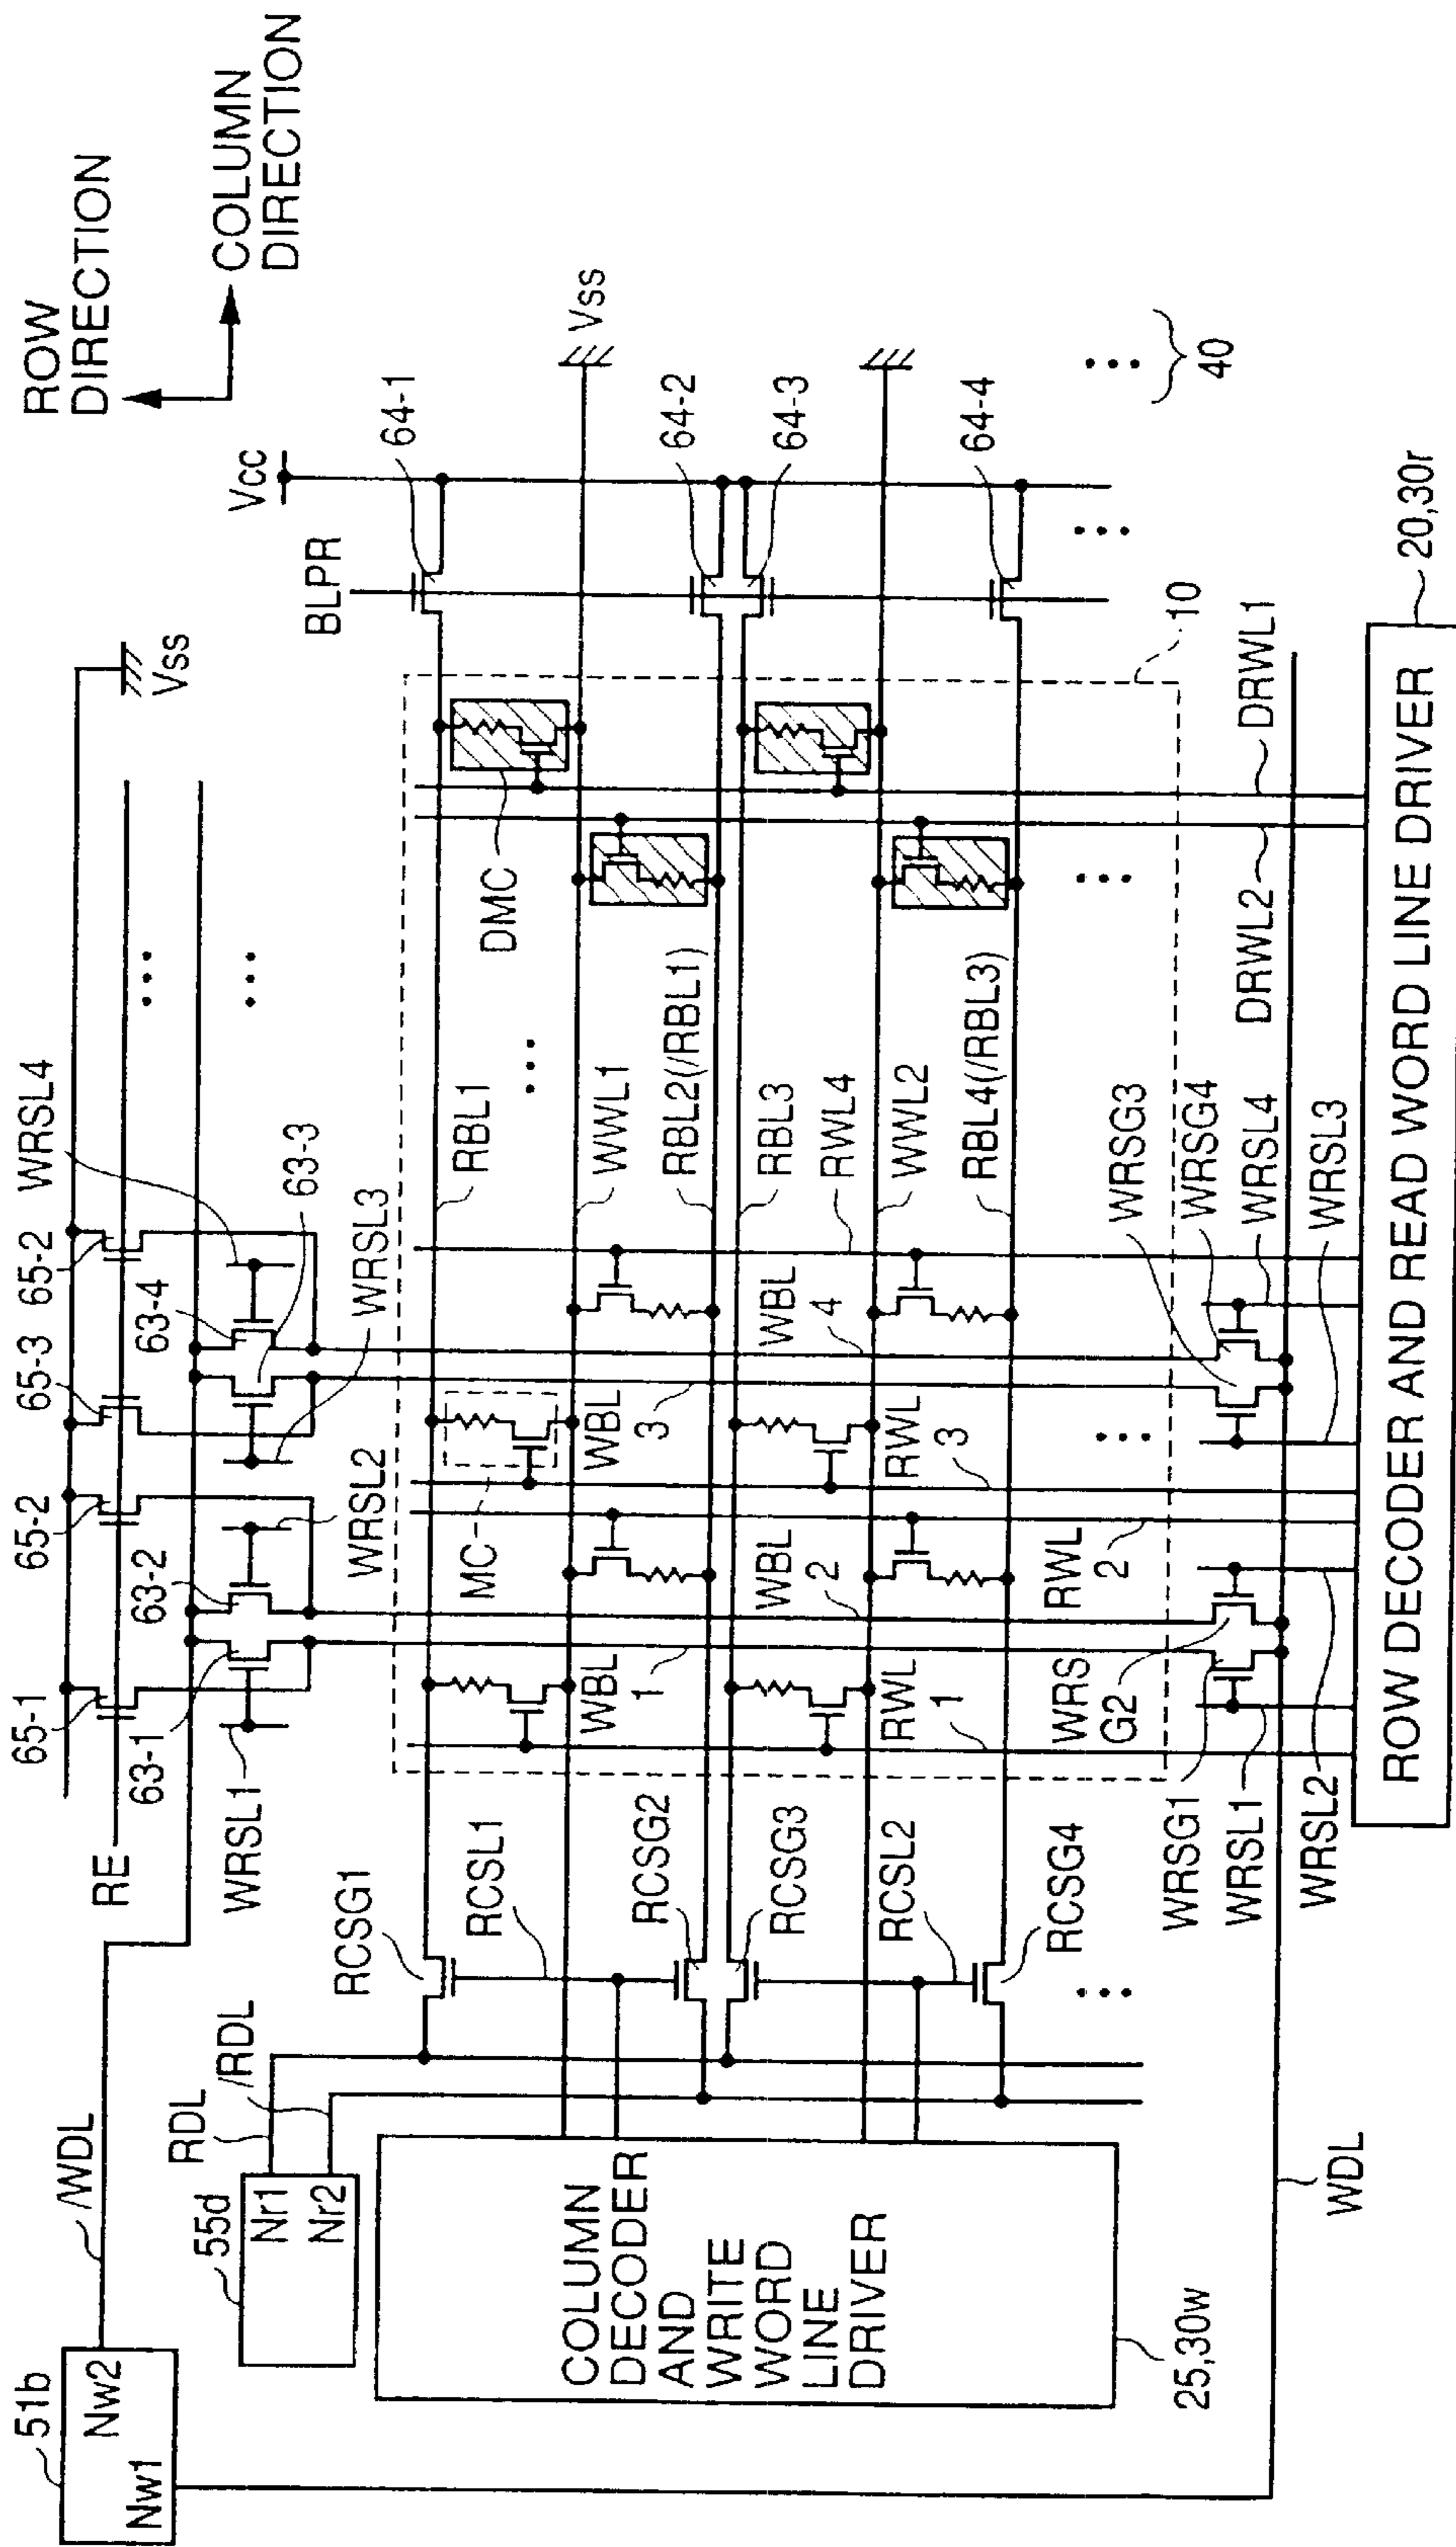 ROW
DIRECTION
COLUMN
DIRECTION
51b
Nw2
Nw1
/WDL
RE
65-1
65-2
65-3
65-2
WRSL4
Vss
63-1
63-2
63-4
63-3
WRSL1
WRSL2
WRSL3
55d
Nr1
Nr2
RDL
/RDL
Vcc
BLPR
64-1
RCSG1
RBL1
MC
DMC
COLUMN
DECODER
AND
WRITE
WORD
LINE
DRIVER
25,30w
RCSL1
WBL
1
WBL
3
WWL1
Vss
RCSG2
RBL2(/RBL1)
64-2
RCSG3
WBL
2
WBL
4
RBL3
64-3
RWL4
RCSL2
RWL
1
RWL
3
WWL2
RCSG4
RWL
2
RBL4(/RBL3)
64-4
40
10
WRS
G2
WRSG1
WRSL1
WRSL2
WRSG3
WRSG4
WRSL4
WRSL3
DRWL2
DRWL1
WDL
ROW DECODER AND READ WORD LINE DRIVER
20,30r